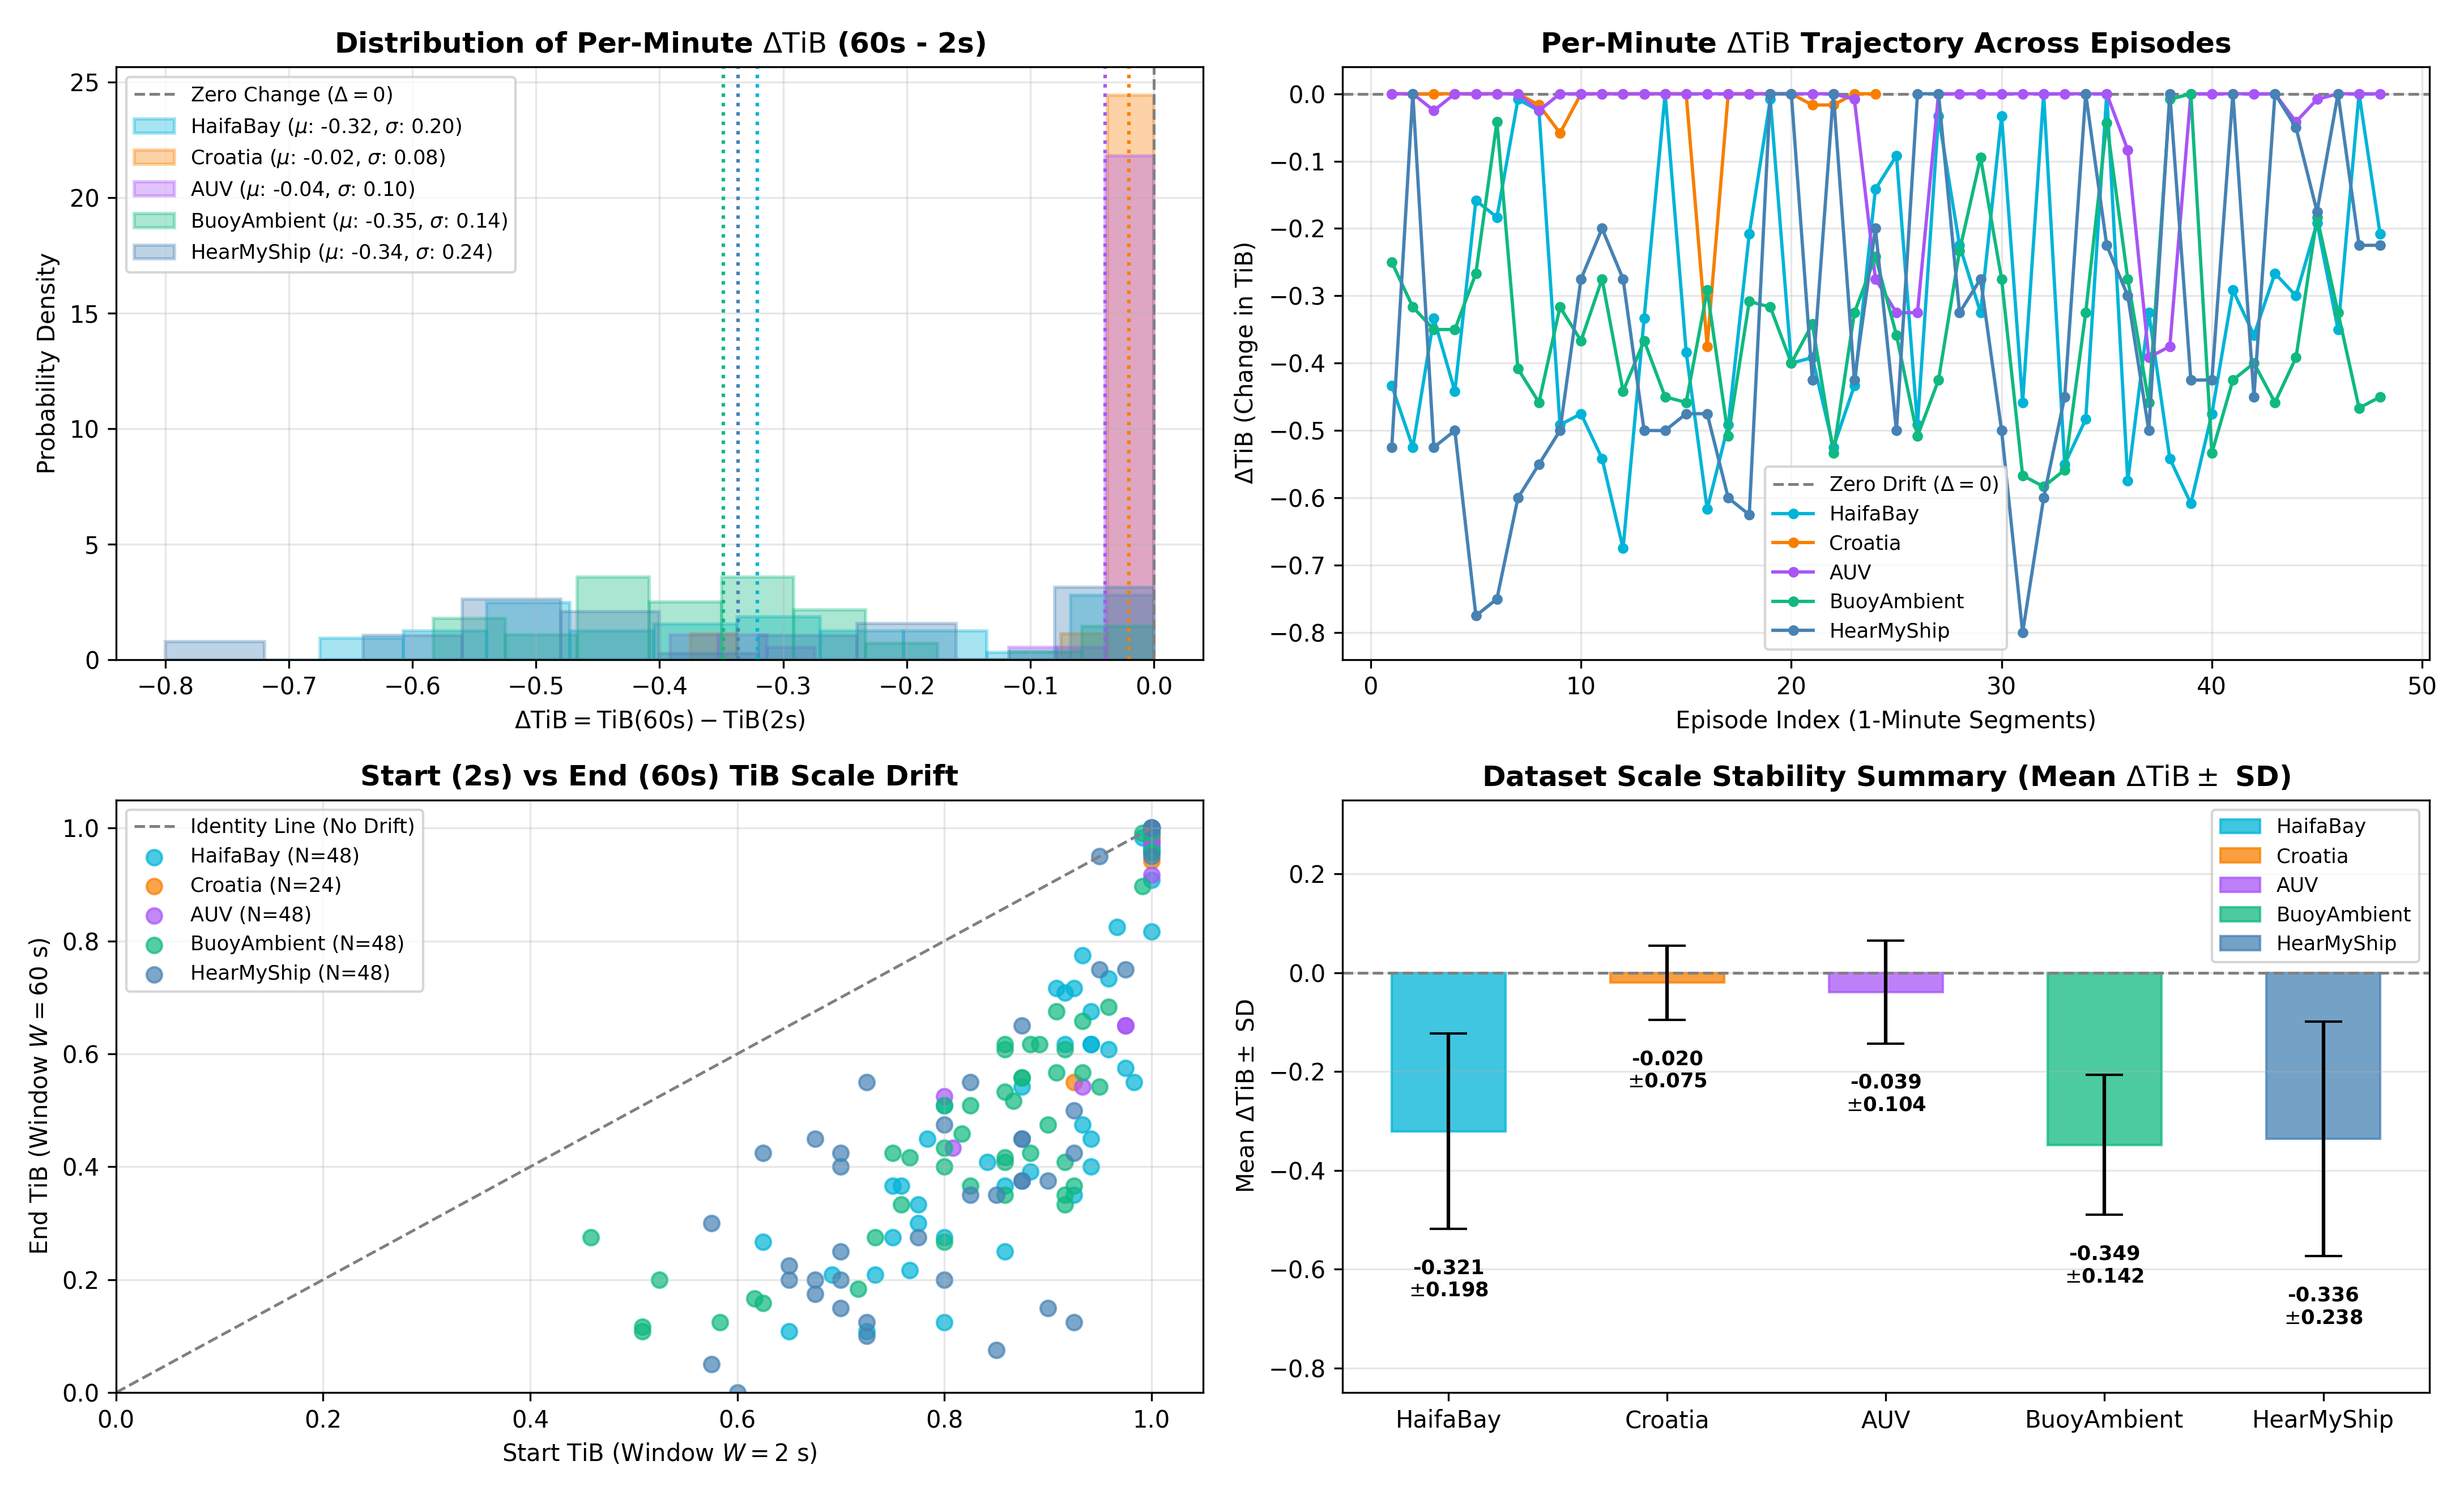 Distribution of Per-Minute ΔTiB (60s - 2s)
Probability Density
25
20
15
10
5
0
Zero Change (Δ = 0)
HaifaBay (μ: -0.32, σ: 0.20)
Croatia (μ: -0.02, σ: 0.08)
AUV (μ: -0.04, σ: 0.10)
BuoyAmbient (μ: -0.35, σ: 0.14)
HearMyShip (μ: -0.34, σ: 0.24)
−0.8 −0.7 −0.6 −0.5 −0.4 −0.3 −0.2 −0.1 0.0
ΔTiB = TiB(60s) − TiB(2s)
Per-Minute ΔTiB Trajectory Across Episodes
ΔTiB (Change in TiB)
0.0
−0.1
−0.2
−0.3
−0.4
−0.5
−0.6
−0.7
−0.8
Zero Drift (Δ = 0)
HaifaBay
Croatia
AUV
BuoyAmbient
HearMyShip
0 10 20 30 40 50
Episode Index (1-Minute Segments)
Start (2s) vs End (60s) TiB Scale Drift
End TiB (Window W = 60 s)
1.0
0.8
0.6
0.4
0.2
0.0
Identity Line (No Drift)
HaifaBay (N=48)
Croatia (N=24)
AUV (N=48)
BuoyAmbient (N=48)
HearMyShip (N=48)
0.0 0.2 0.4 0.6 0.8 1.0
Start TiB (Window W = 2 s)
Dataset Scale Stability Summary (Mean ΔTiB ± SD)
Mean ΔTiB ± SD
0.2
0.0
−0.2
−0.4
−0.6
−0.8
HaifaBay
Croatia
AUV
BuoyAmbient
HearMyShip
-0.321
±0.198
-0.020
±0.075
-0.039
±0.104
-0.349
±0.142
-0.336
±0.238
HaifaBay Croatia AUV BuoyAmbient HearMyShip